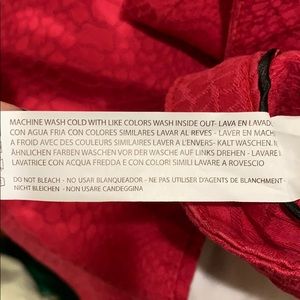 MACHINE WASH COLD WITH LIKE COLORS WASH INSIDE OUT- LAVA EN LAVAD
CON AGUA FRIA CON COLORES SIMILARES LAVAR AL REVES - LAVER EN MACH
A FROID AVEC DES COULEURS SIMILAIRES LAVER A L'ENVERS- KALT WASCHEN. I
ÄHNLICHEN FARBEN WASCHEN VOR DER WASCHE AUF LINKS DREHEN - LAVARE I
LAVATRICE CON ACQUA FREDDA E CON COLORI SIMILI LAVARE A ROVESCIO
DO NOT BLEACH - NO USAR BLANQUEADOR - NE PAS UTILISER D'AGENTS DE BLANCHMENT
NICHT BLEICHEN - NON USARE CANDEGGINA